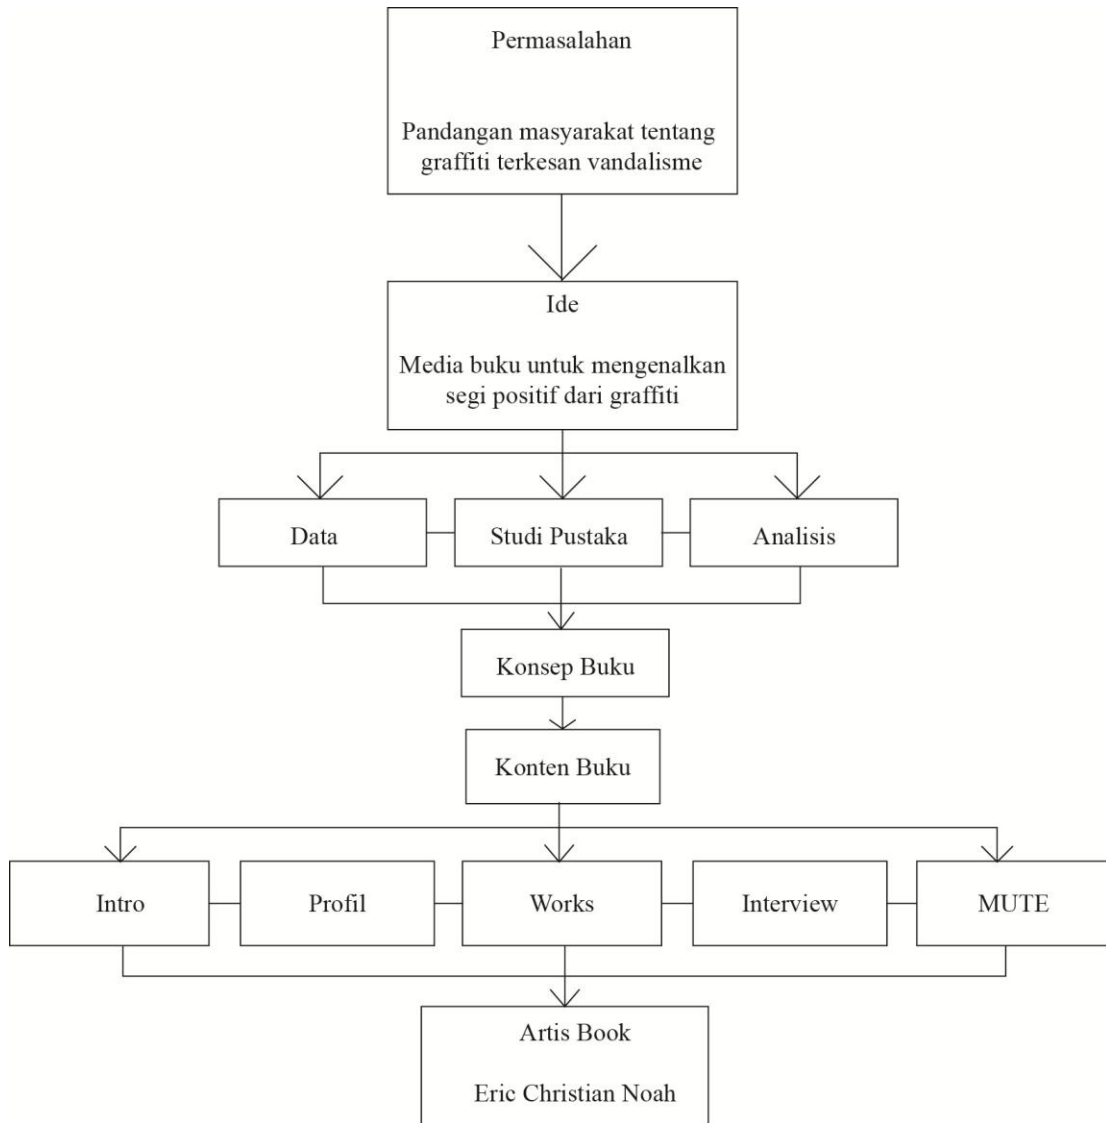 Permasalahan
Pandangan masyarakat tentang
graffiti terkesan vandalisme
Ide
Media buku untuk mengenalkan
segi positif dari graffiti
Data
Studi Pustaka
Analisis
Konsep Buku
Konten Buku
Intro
Profil
Works
Interview
MUTE
Artis Book
Eric Christian Noah